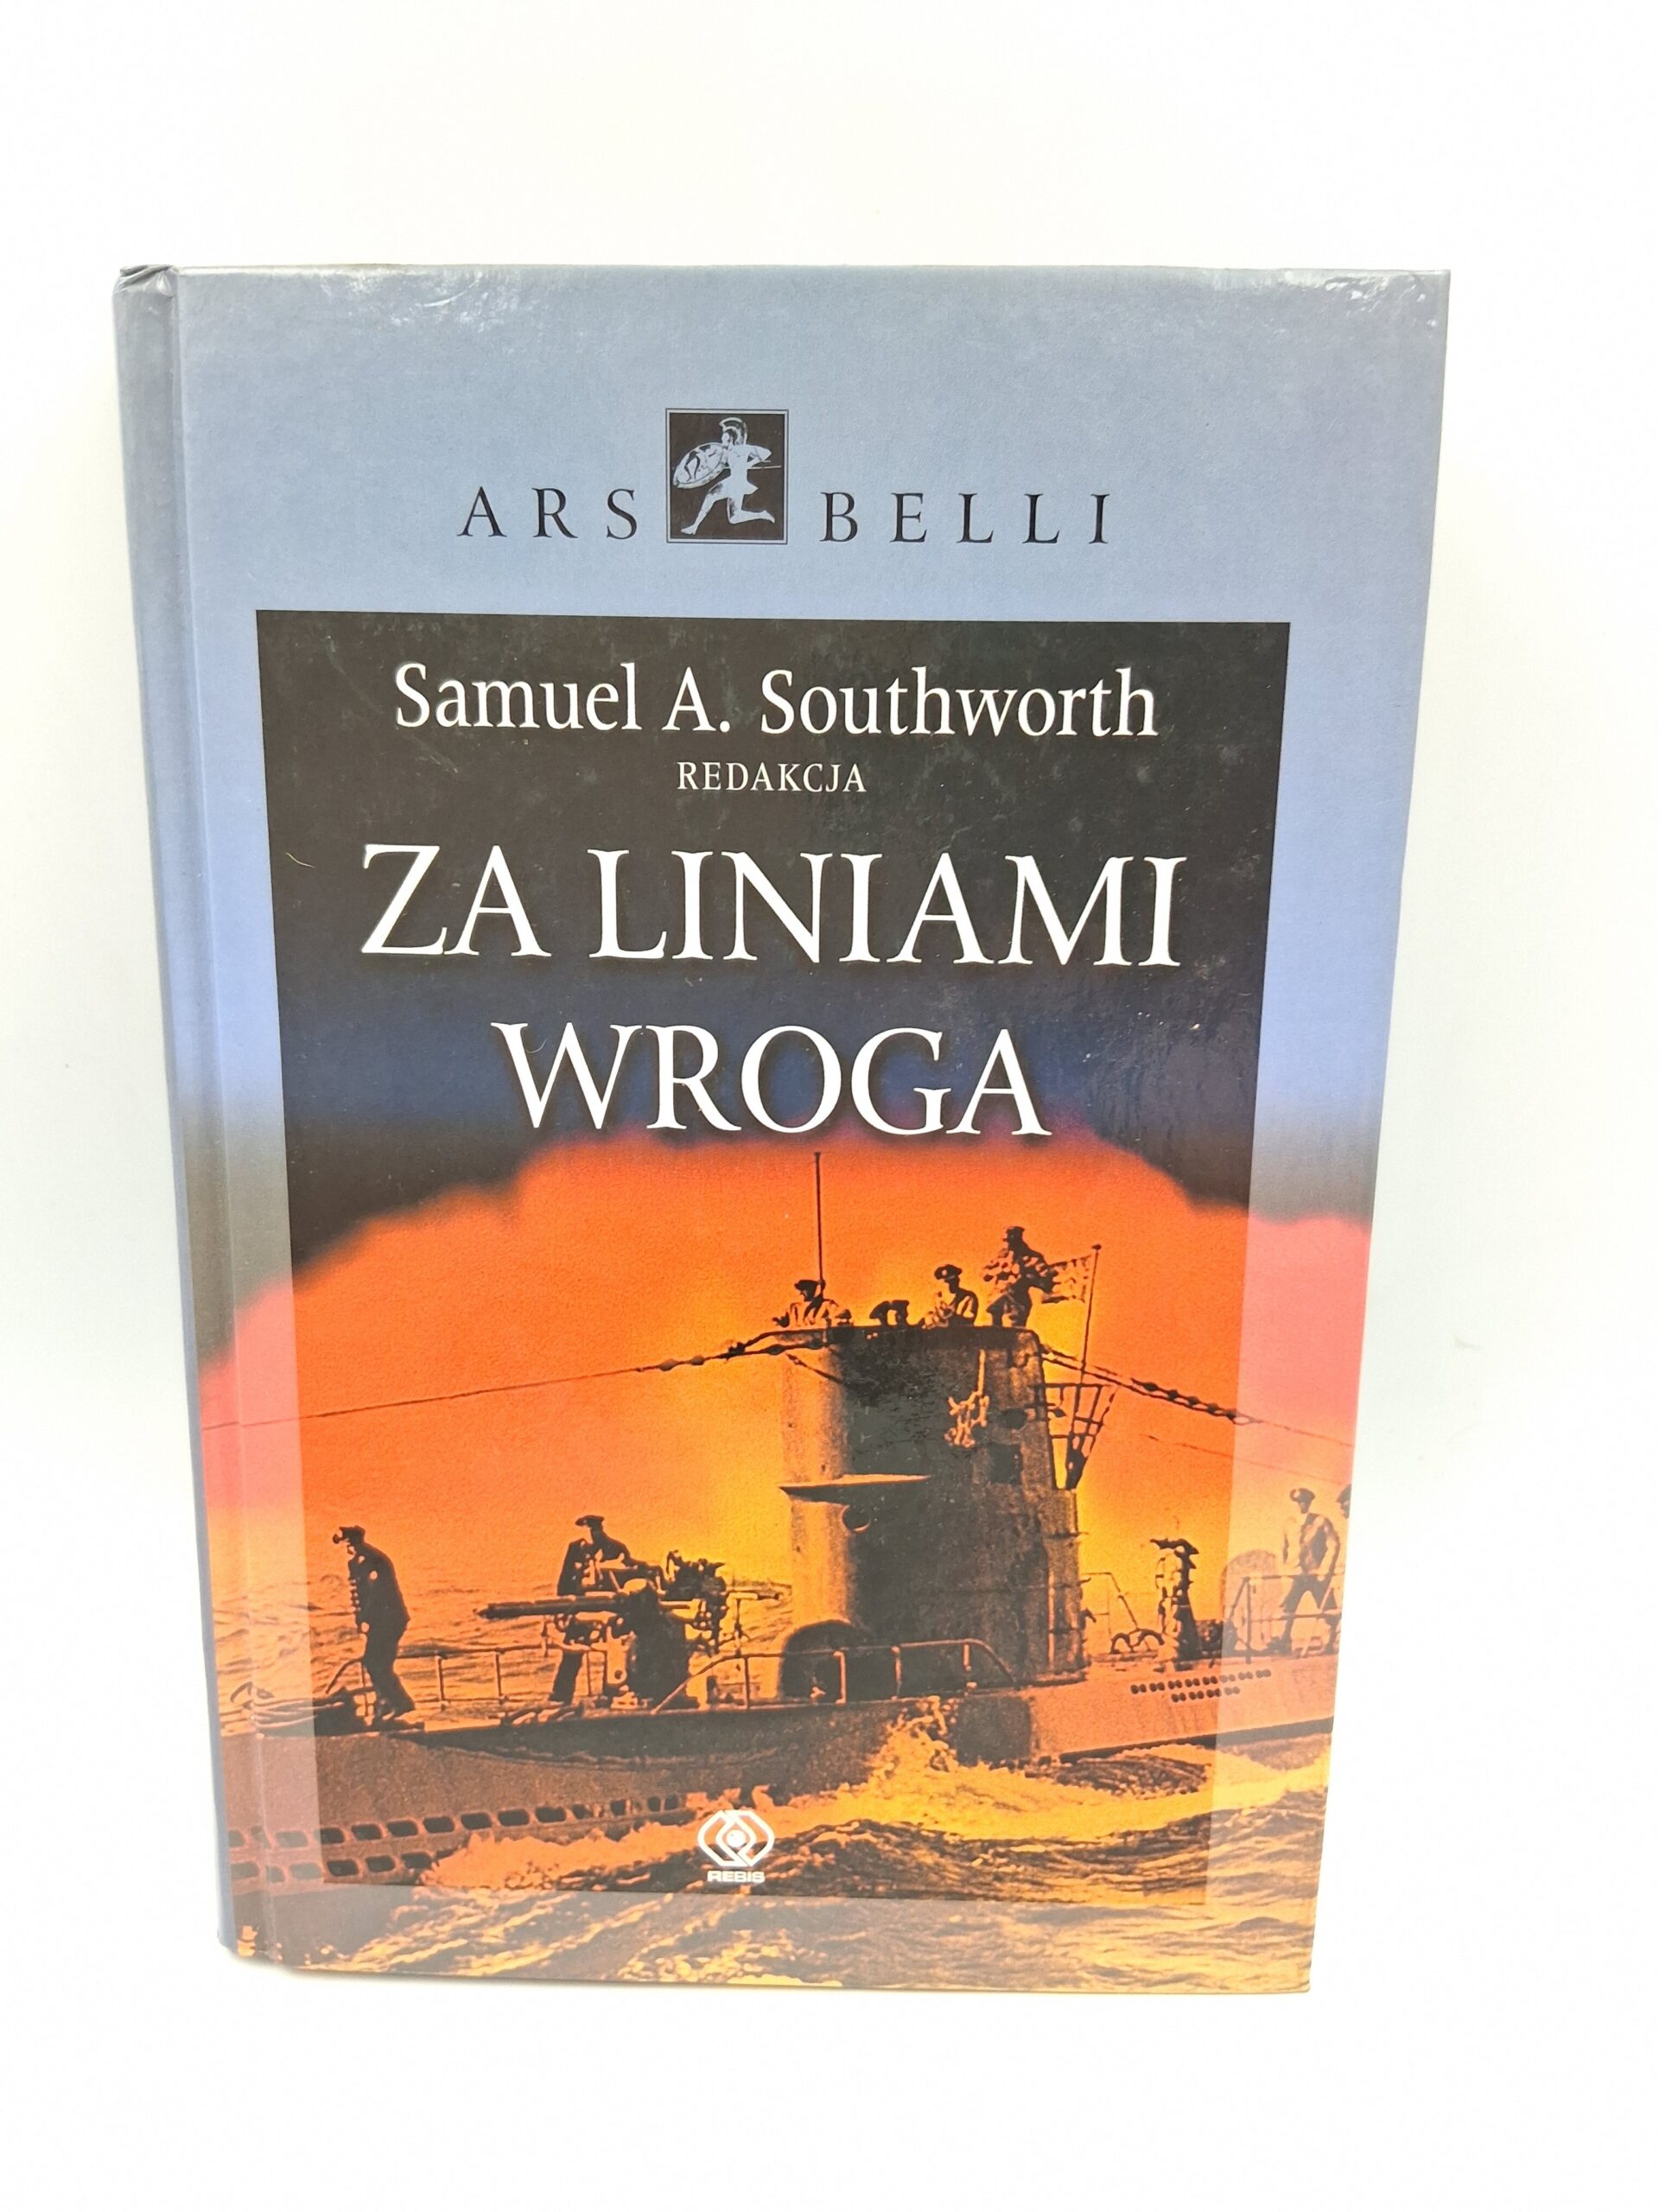 ARS BELLI
Samuel A. Southworth
REDAKCJA
ZA LINIAMI
WROGA
REBIS